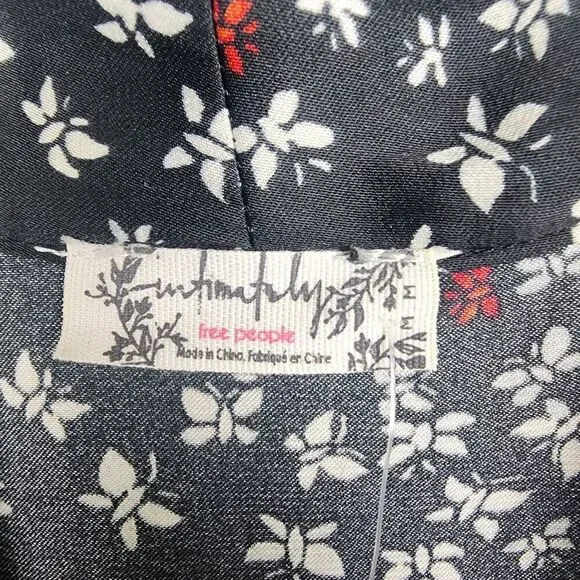 intimately
free people
Made in China. Fabriqué en Chine
M M